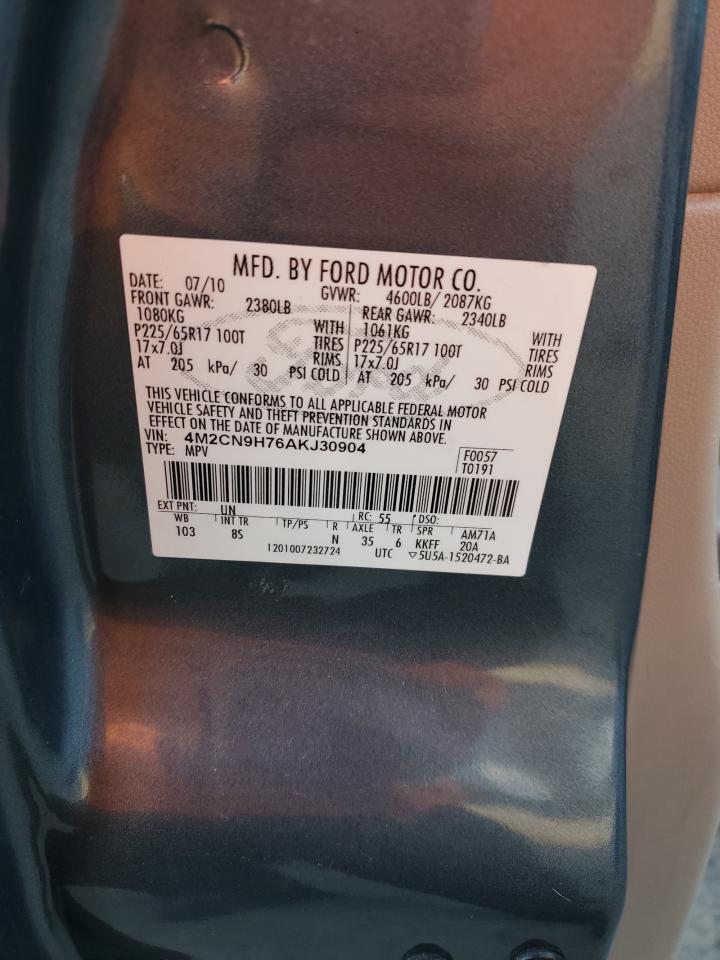 MFD. BY FORD MOTOR CO.
DATE: 07/10 GVWR: 4600LB/ 2087KG
FRONT GAWR: 2380LB REAR GAWR: 2340LB
1080KG WITH 1061KG WITH
P225/65R17 100T TIRES P225/65R17 100T TIRES
17x7.0J RIMS 17x7.0J RIMS
AT 205 kPa/ 30 PSI COLD AT 205 kPa/ 30 PSI COLD
THIS VEHICLE CONFORMS TO ALL APPLICABLE FEDERAL MOTOR
VEHICLE SAFETY AND THEFT PREVENTION STANDARDS IN
EFFECT ON THE DATE OF MANUFACTURE SHOWN ABOVE.
VIN: 4M2CN9H76AKJ30904
TYPE: MPV
F0057
T0191
EXT PNT: UN RC: 55 DSO:
WB INT TR TP/PS R AXLE TR SPR AM71A
103 8S N 35 6 KKFF 20A
1201007232724 UTC ▽5U5A-1520472-BA
Ford